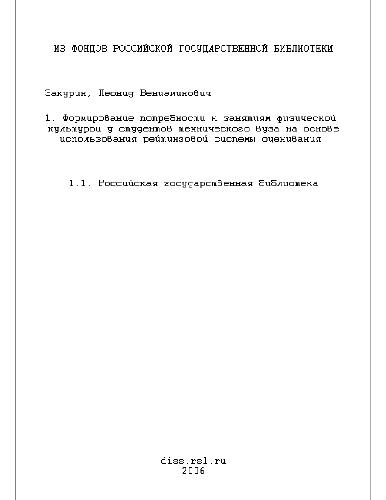 ИЗ ФОНДОВ РОССИЙСКОЙ ГОСУДАРСТВЕННОЙ БИБЛИОТЕКИ
Закурин, Леонид Вениаминович
1. Формирование потребности к занятиям физической
культурой у студентов технического вуза на основе
использования рейтинговой системы оценивания
1.1. Российская государственная библиотека
diss.rsl.ru
2006